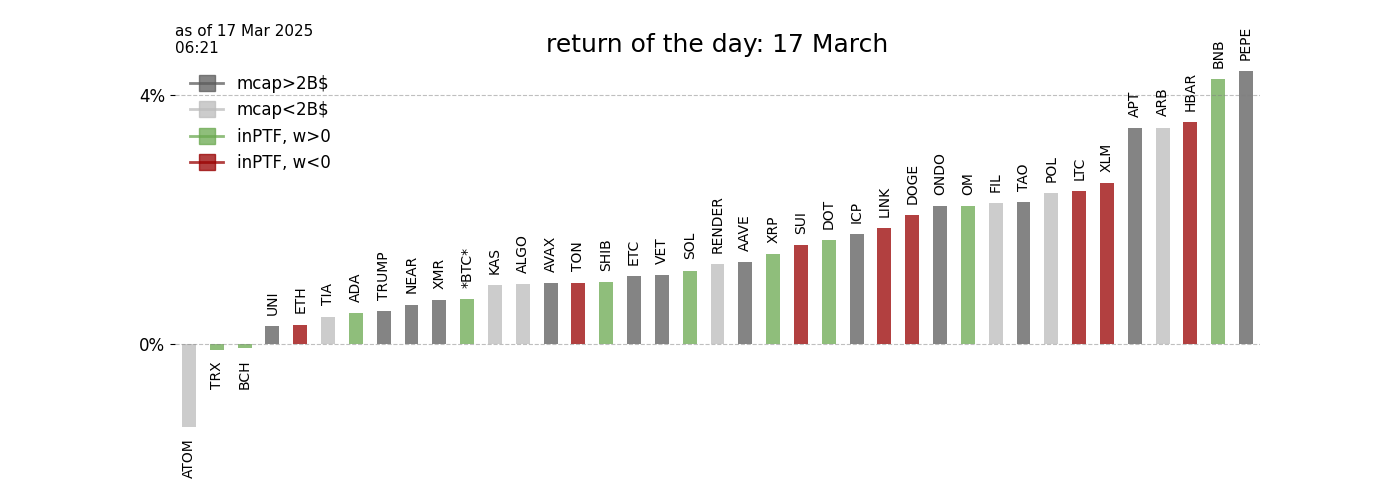 as of 17 Mar 2025
06:21
return of the day: 17 March
mcap>2B$
mcap<2B$
inPTF, w>0
inPTF, w<0
4%
0%
ATOM
TRX
BCH
UNI
ETH
TIA
ADA
TRUMP
NEAR
XMR
*BTC*
KAS
ALGO
AVAX
TON
SHIB
ETC
VET
SOL
RENDER
AAVE
XRP
SUI
DOT
ICP
LINK
DOGE
ONDO
OM
FIL
TAO
POL
LTC
XLM
APT
ARB
HBAR
BNB
PEPE